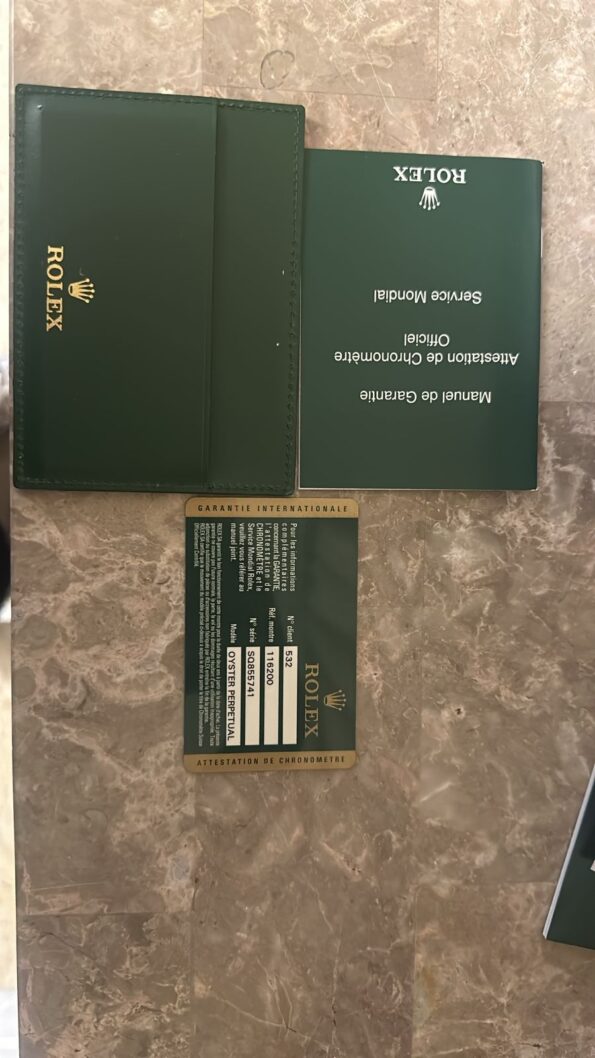 ROLEX
ROLEX
Service Mondial
Attestation de Chronomètre
Officiel
Manuel de Garantie
GARANTIE INTERNATIONALE
ROLEX
Pour les informations
complémentaires
concernant la GARANTIE,
l'attestation de
CHRONOMÈTRE et le
Service Mondial Rolex,
veuillez vous référer au
manuel joint.
N° client 532
Réf. montre 116200
N° série SQ855741
Modèle OYSTER PERPETUAL
ATTESTATION DE CHRONOMETRE